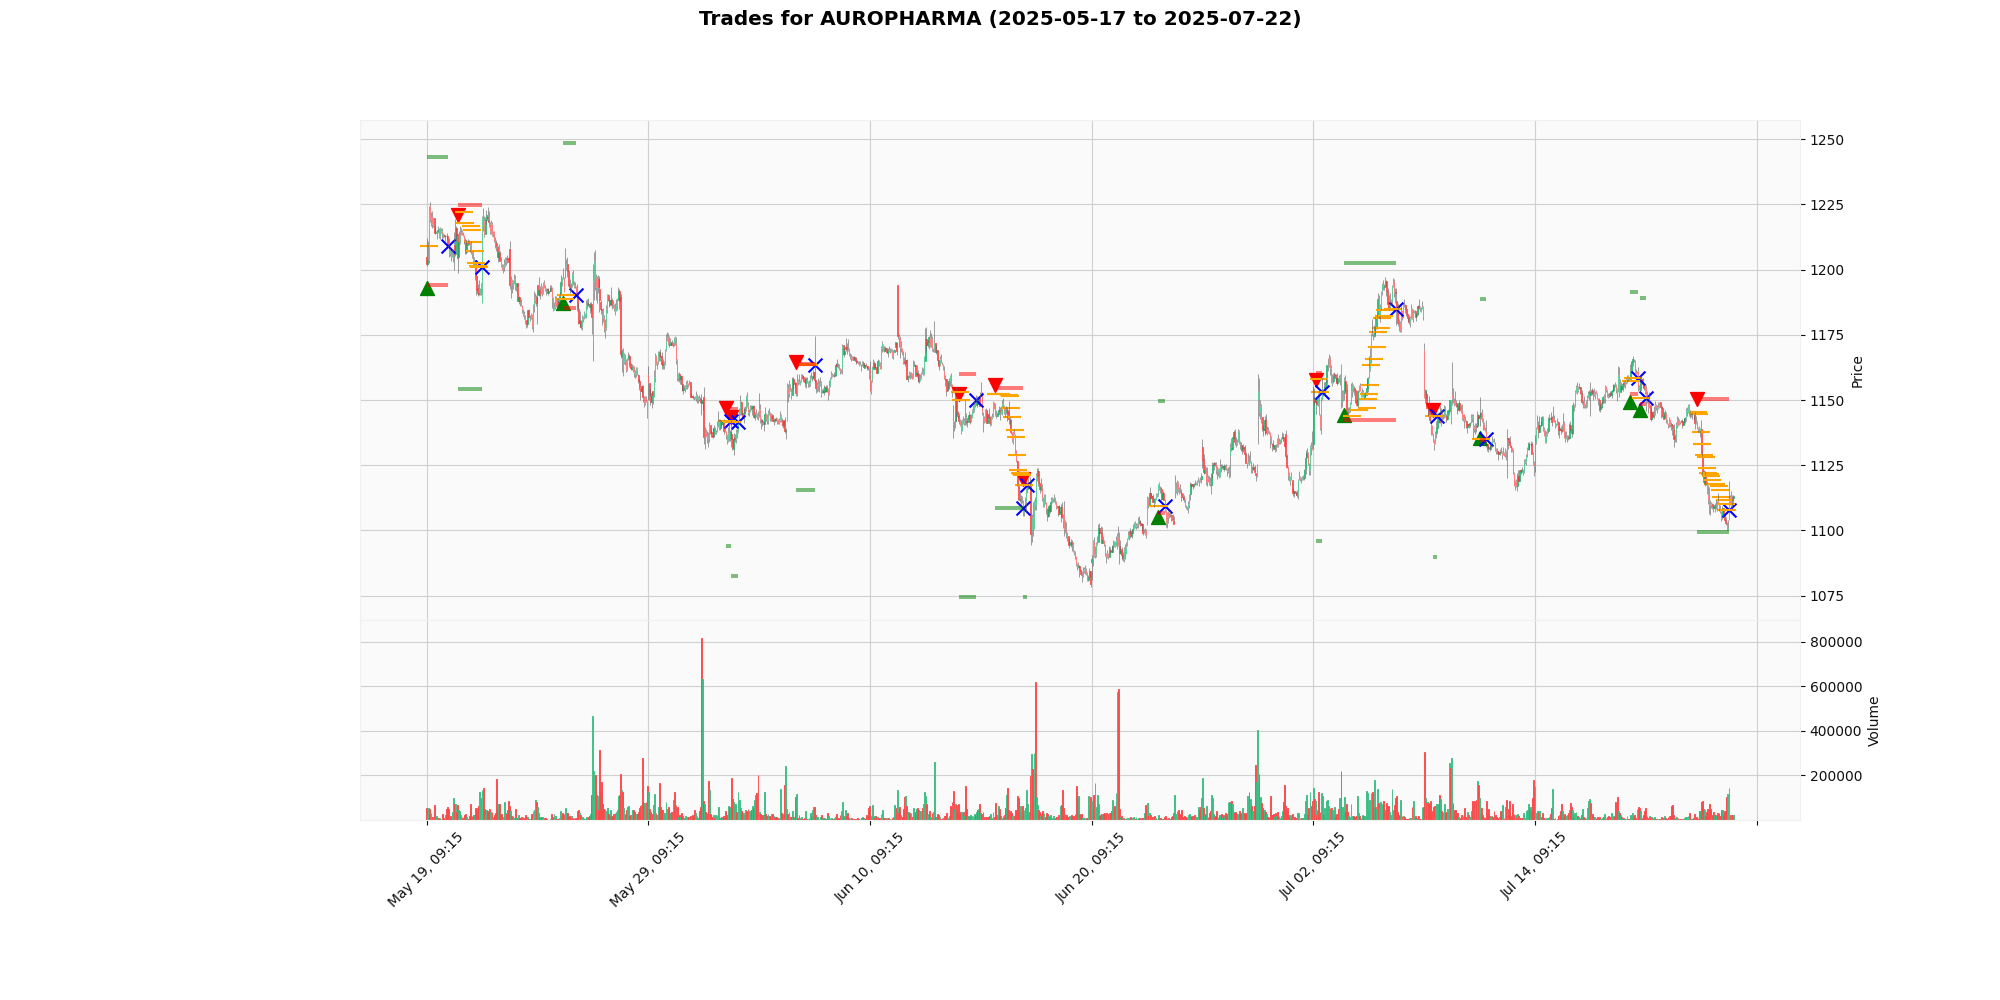 Trades for AUROPHARMA (2025-05-17 to 2025-07-22)
1250
1225
1200
1175
1150
1125
1100
1075
Price
800000
600000
400000
200000
Volume
May 19, 09:15
May 29, 09:15
Jun 10, 09:15
Jun 20, 09:15
Jul 02, 09:15
Jul 14, 09:15